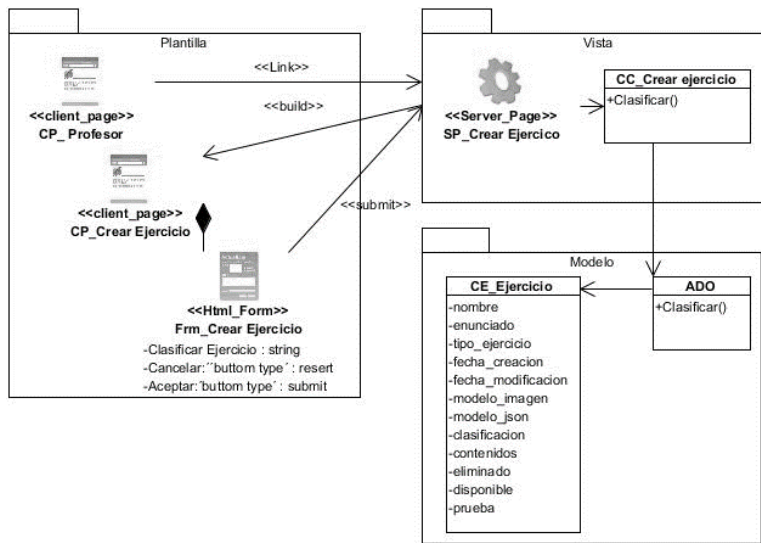 Plantilla
<<client_page>>
CP_ Profesor
<<Link>>
<<build>>
<<client_page>>
CP_Crear Ejercicio
<<submit>>
<<Html_Form>>
Frm_Crear Ejercicio
-Clasificar Ejercicio : string
-Cancelar:´´buttom type´ : resert
-Aceptar:´buttom type´ : submit
Vista
<<Server_Page>>
SP_Crear Ejercico
CC_Crear ejercicio
+Clasificar()
Modelo
CE_Ejercicio
-nombre
-enunciado
-tipo_ejercicio
-fecha_creacion
-fecha_modificacion
-modelo_imagen
-modelo_json
-clasificacion
-contenidos
-eliminado
-disponible
-prueba
ADO
+Clasificar()